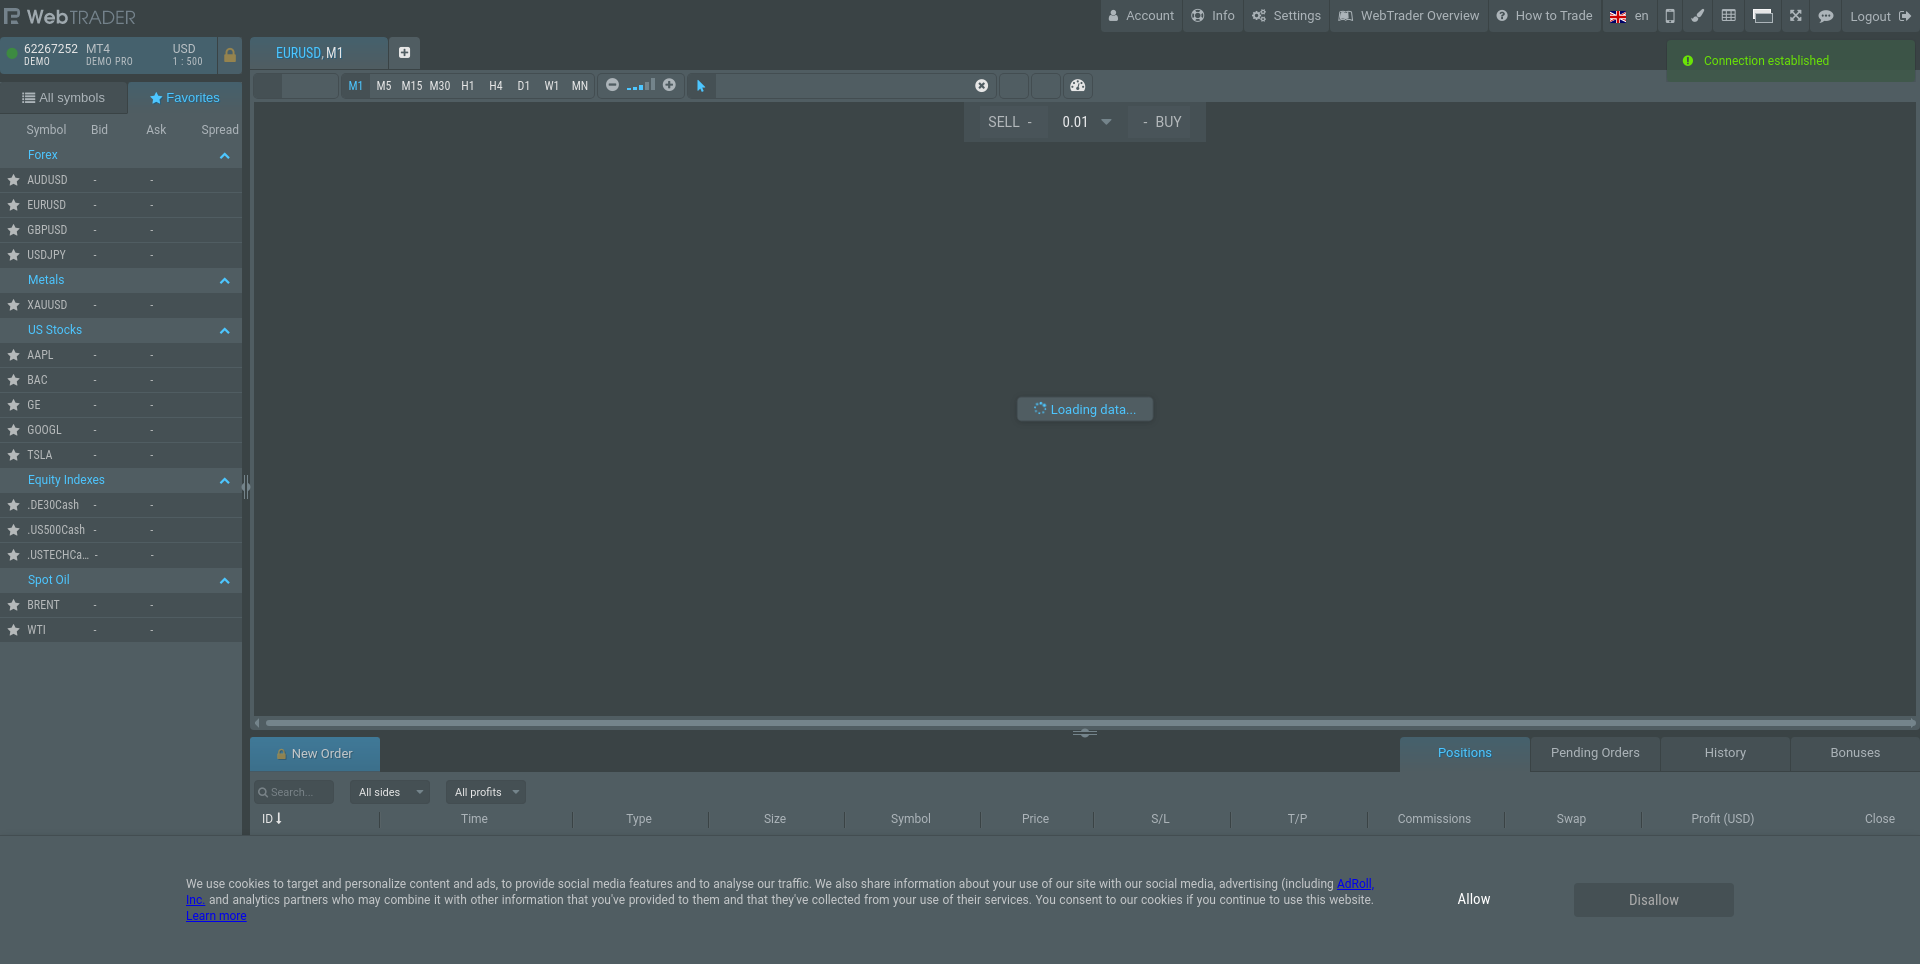 WebTRADER
Account Info Settings WebTrader Overview How to Trade en Logout
62267252 MT4 USD
DEMO DEMO PRO 1 : 500
EURUSD, M1
Connection established
All symbols Favorites
M1 M5 M15 M30 H1 H4 D1 W1 MN
Symbol Bid Ask Spread
SELL - 0.01 - BUY
Forex
AUDUSD - -
EURUSD - -
GBPUSD - -
USDJPY - -
Metals
XAUUSD - -
US Stocks
AAPL - -
BAC - -
GE - -
Loading data...
GOOGL - -
TSLA - -
Equity Indexes
.DE30Cash - -
.US500Cash - -
.USTECHCa... - -
Spot Oil
BRENT - -
WTI - -
New Order
Positions Pending Orders History Bonuses
Search... All sides All profits
ID Time Type Size Symbol Price S/L T/P Commissions Swap Profit (USD) Close
We use cookies to target and personalize content and ads, to provide social media features and to analyse our traffic. We also share information about your use of our site with our social media, advertising (including AdRoll,
Inc. and analytics partners who may combine it with other information that you've provided to them and that they've collected from your use of their services. You consent to our cookies if you continue to use this website.
Learn more
Allow Disallow